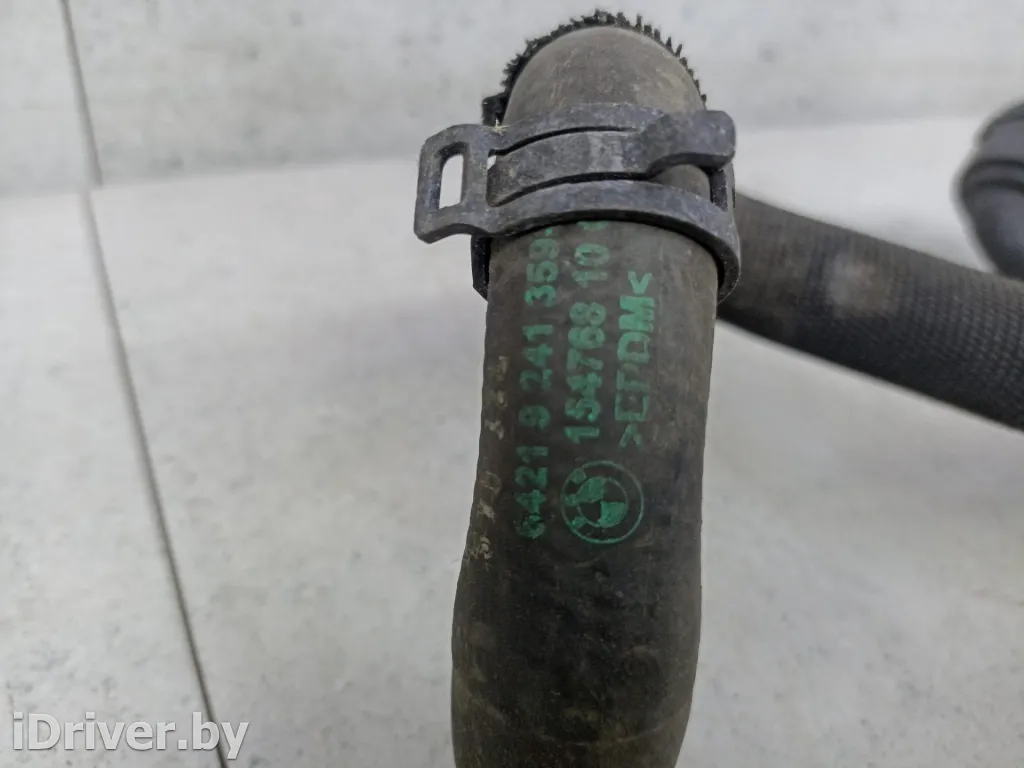 6421 9 241 359-
154768 10
>EPDM<
iDriver.by